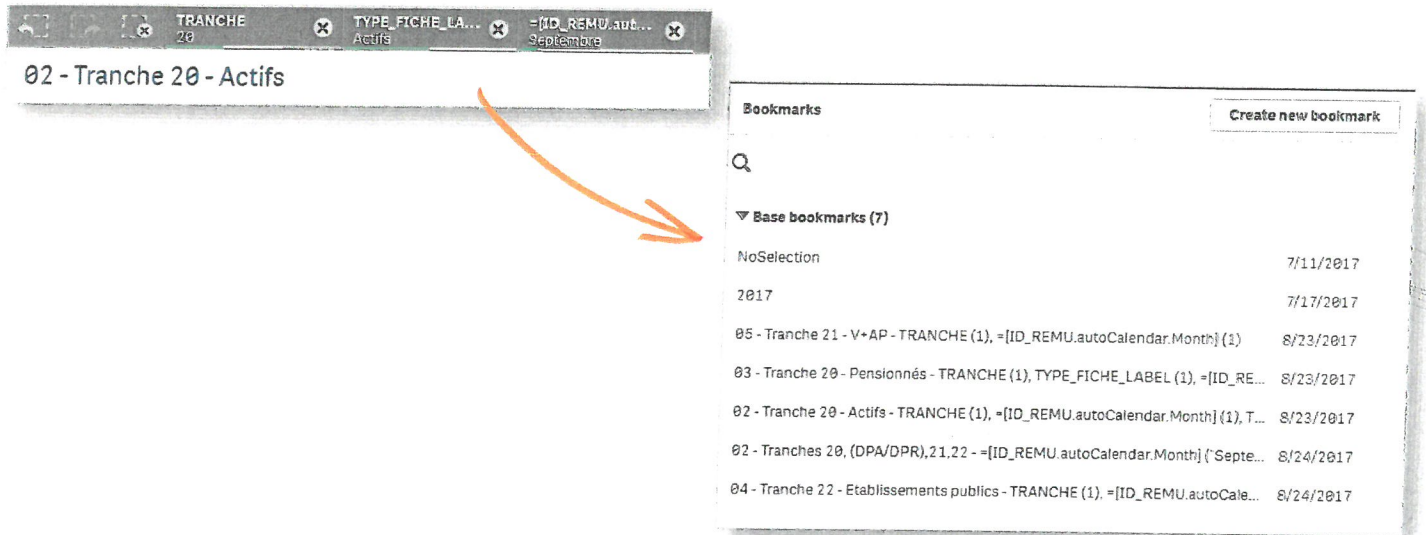 TRANCHE
20
TYPE_FICHE_LA...
Actifs
=[ID_REMU.aut...
Septembre
02 - Tranche 20 - Actifs
Bookmarks
Create new bookmark
Base bookmarks (7)
NoSelection 7/11/2017
2017 7/17/2017
05 - Tranche 21 - V+AP - TRANCHE (1), =[ID_REMU.autoCalendar.Month] (1) 8/23/2017
03 - Tranche 20 - Pensionnés - TRANCHE (1), TYPE_FICHE_LABEL (1), =[ID_RE... 8/23/2017
02 - Tranche 20 - Actifs - TRANCHE (1), =[ID_REMU.autoCalendar.Month] (1), T... 8/23/2017
02 - Tranches 20, (DPA/DPR),21,22 - =[ID_REMU.autoCalendar.Month] (`Septe... 8/24/2017
04 - Tranche 22 - Etablissements publics - TRANCHE (1), =[ID_REMU.autoCale... 8/24/2017